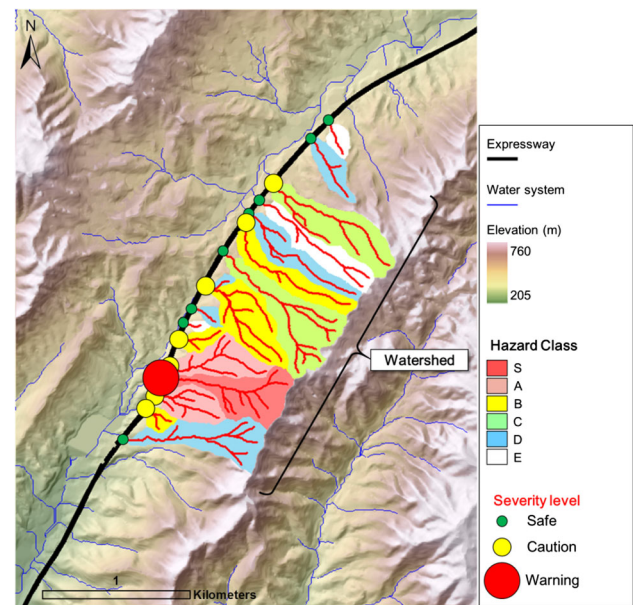 N
Expressway
Water system
Elevation (m)
760
205
Hazard Class
S
A
B
C
D
E
Watershed
Severity level
Safe
Caution
Warning
1
Kilometers